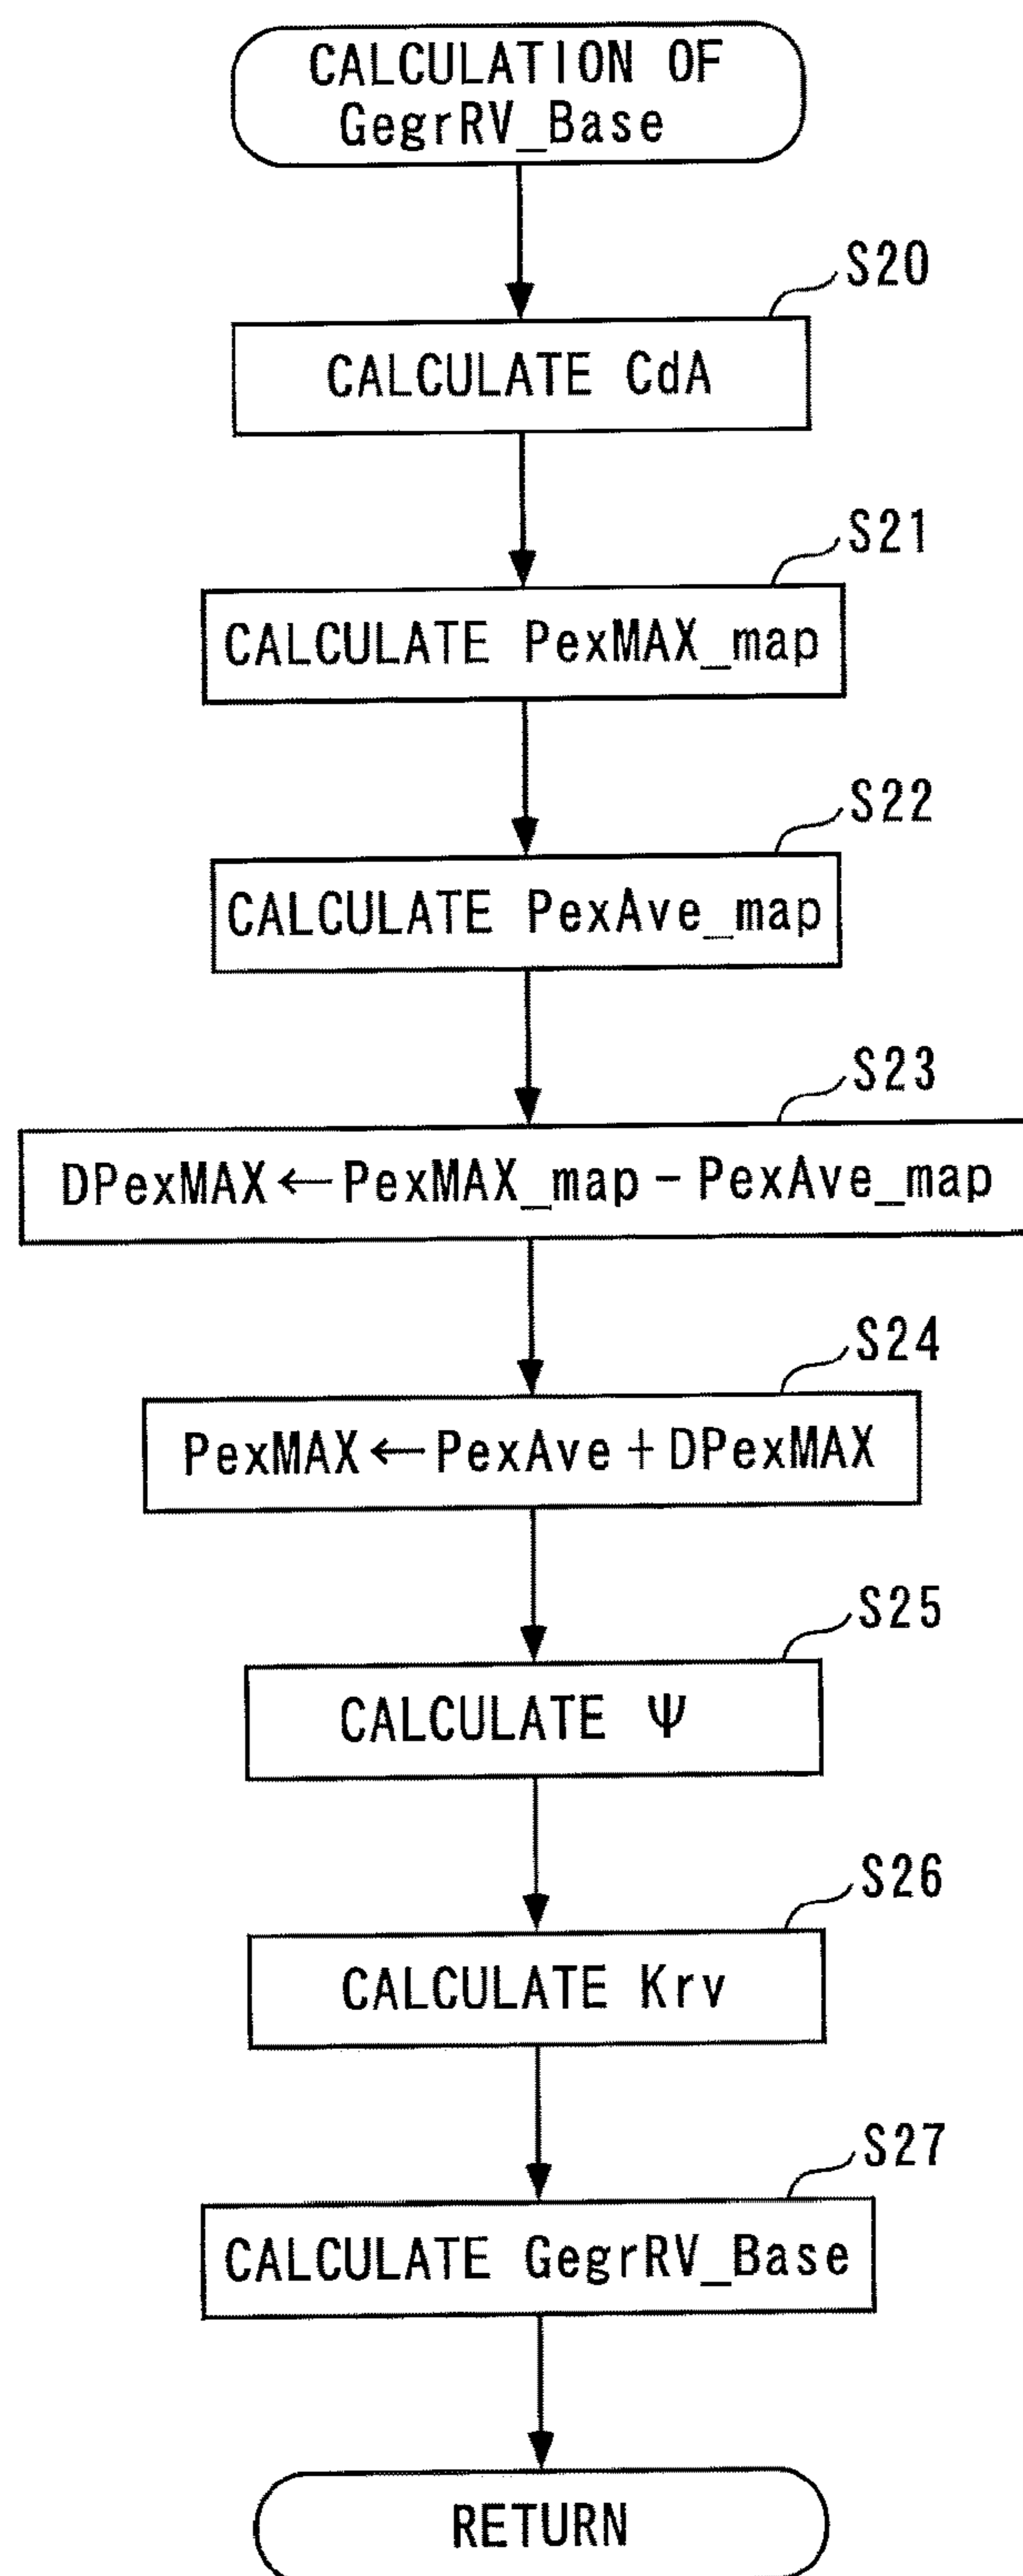 CALCULATION OF
GegrRV_Base
S20
CALCULATE CdA
S21
CALCULATE PexMAX_map
S22
CALCULATE PexAve_map
S23
DPexMAX ← PexMAX_map - PexAve_map
S24
PexMAX ← PexAve + DPexMAX
S25
CALCULATE Ψ
S26
CALCULATE Krv
S27
CALCULATE GegrRV_Base
RETURN